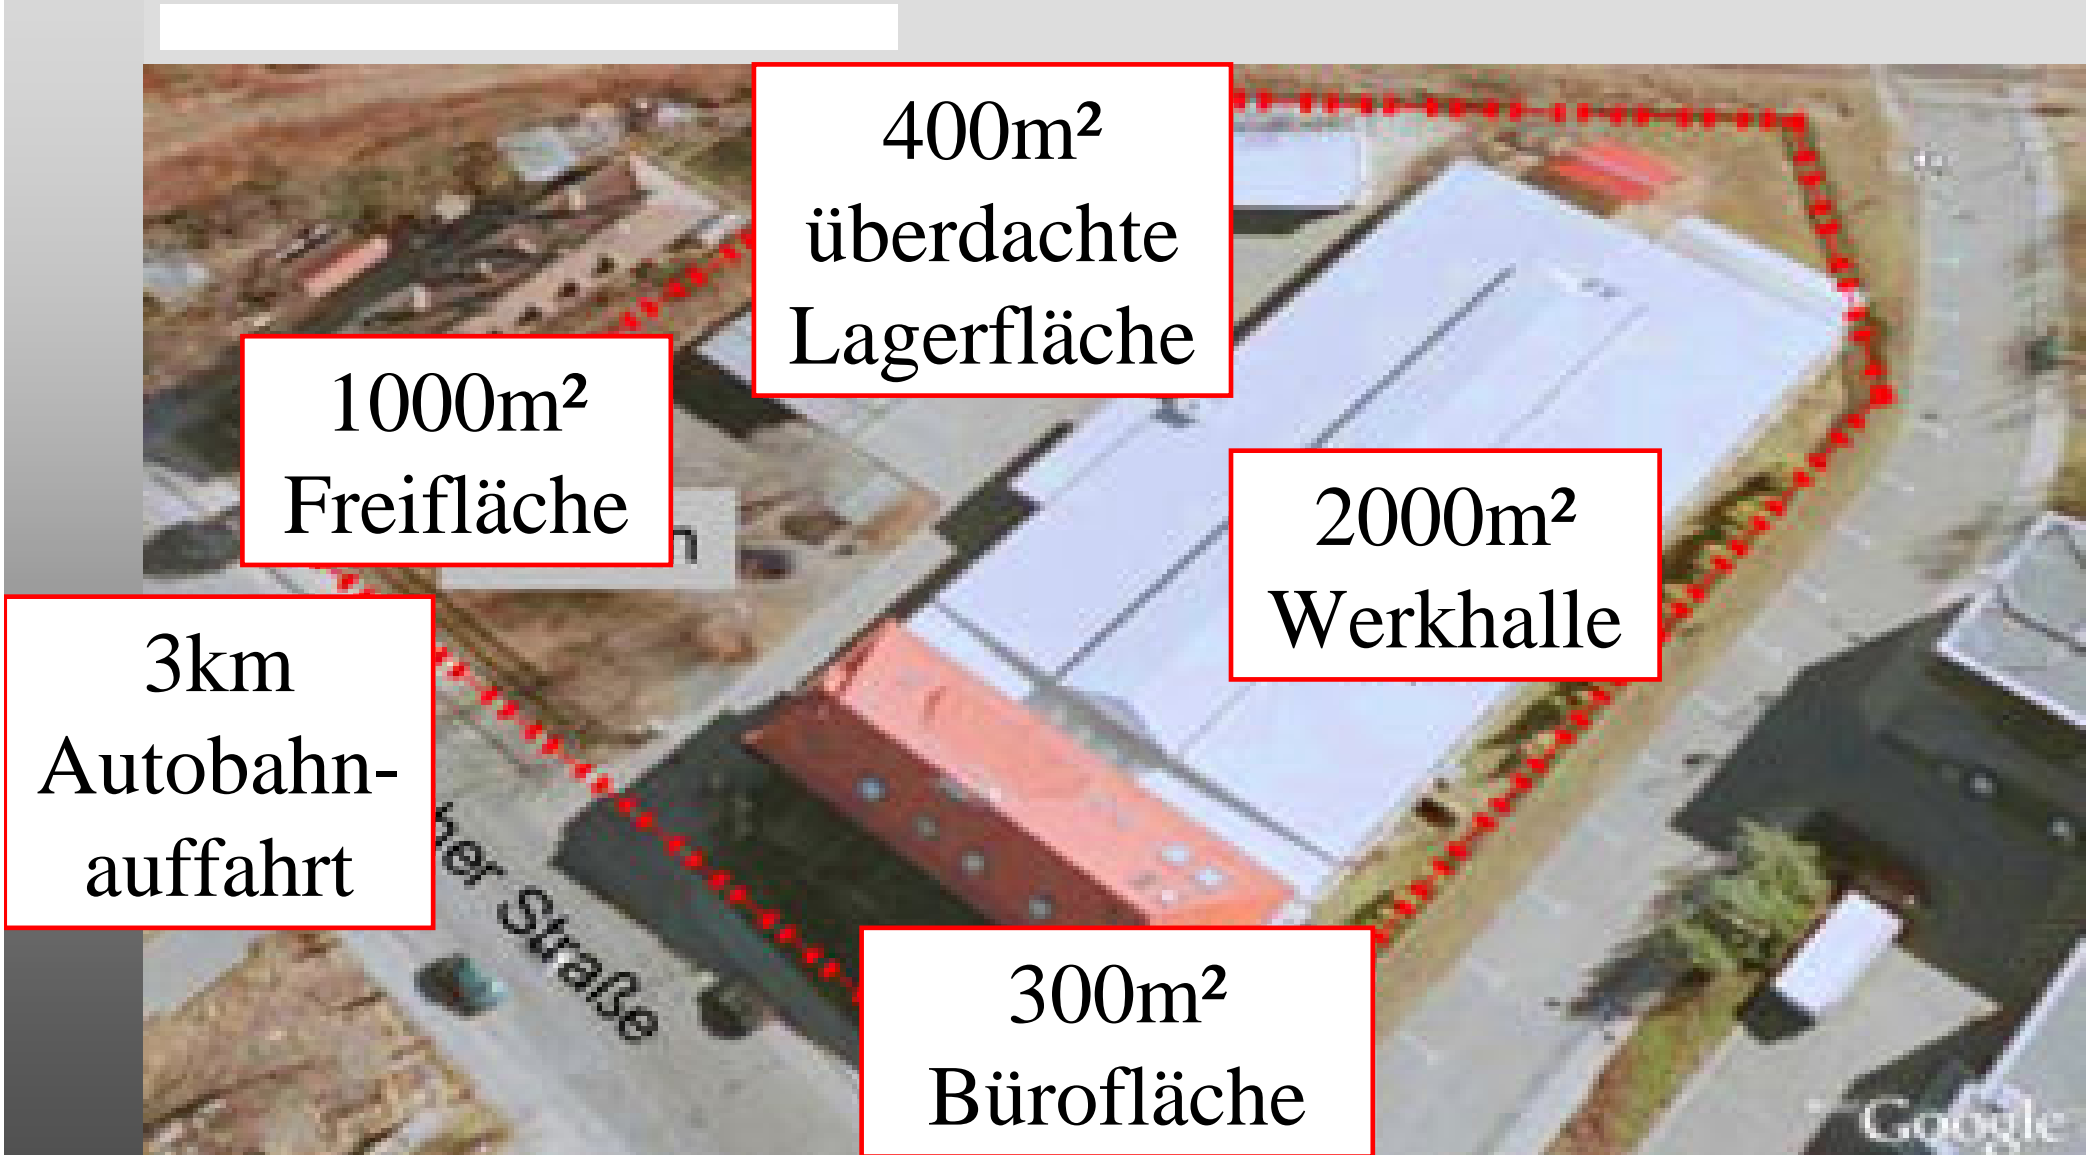 400m²
überdachte
Lagerfläche
1000m²
Freifläche
2000m²
Werkhalle
3km
Autobahn-
auffahrt
Straße
300m²
Bürofläche
Google